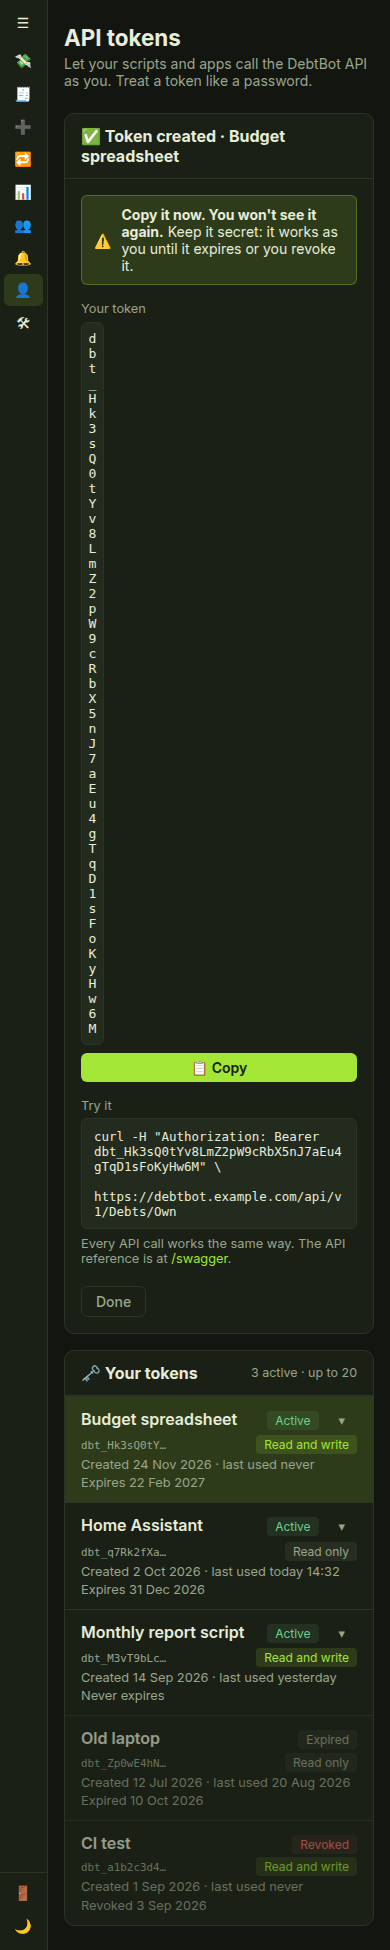 API tokens
Let your scripts and apps call the DebtBot API
as you. Treat a token like a password.
✅ Token created · Budget
spreadsheet
⚠️ Copy it now. You won't see it
again. Keep it secret: it works as
you until it expires or you revoke
it.
Your token
d
b
t
_
H
k
3
s
Q
0
t
Y
v
8
L
m
Z
2
p
W
9
c
R
b
X
5
n
J
7
a
E
u
4
g
T
q
D
1
s
F
o
K
y
H
w
6
M
📋 Copy
Try it
curl -H "Authorization: Bearer
dbt_Hk3sQ0tYv8LmZ2pW9cRbX5nJ7aEu4
gTqD1sFoKyHw6M" \
https://debtbot.example.com/api/v
1/Debts/Own
Every API call works the same way. The API
reference is at /swagger.
Done
🗝️ Your tokens 3 active · up to 20
Budget spreadsheet Active ▾
dbt_Hk3sQ0tY… Read and write
Created 24 Nov 2026 · last used never
Expires 22 Feb 2027
Home Assistant Active ▾
dbt_q7Rk2fXa… Read only
Created 2 Oct 2026 · last used today 14:32
Expires 31 Dec 2026
Monthly report script Active ▾
dbt_M3vT9bLc… Read and write
Created 14 Sep 2026 · last used yesterday
Never expires
Old laptop Expired
dbt_Zp0wE4hN… Read only
Created 12 Jul 2026 · last used 20 Aug 2026
Expired 10 Oct 2026
CI test Revoked
dbt_a1b2c3d4… Read and write
Created 1 Sep 2026 · last used never
Revoked 3 Sep 2026